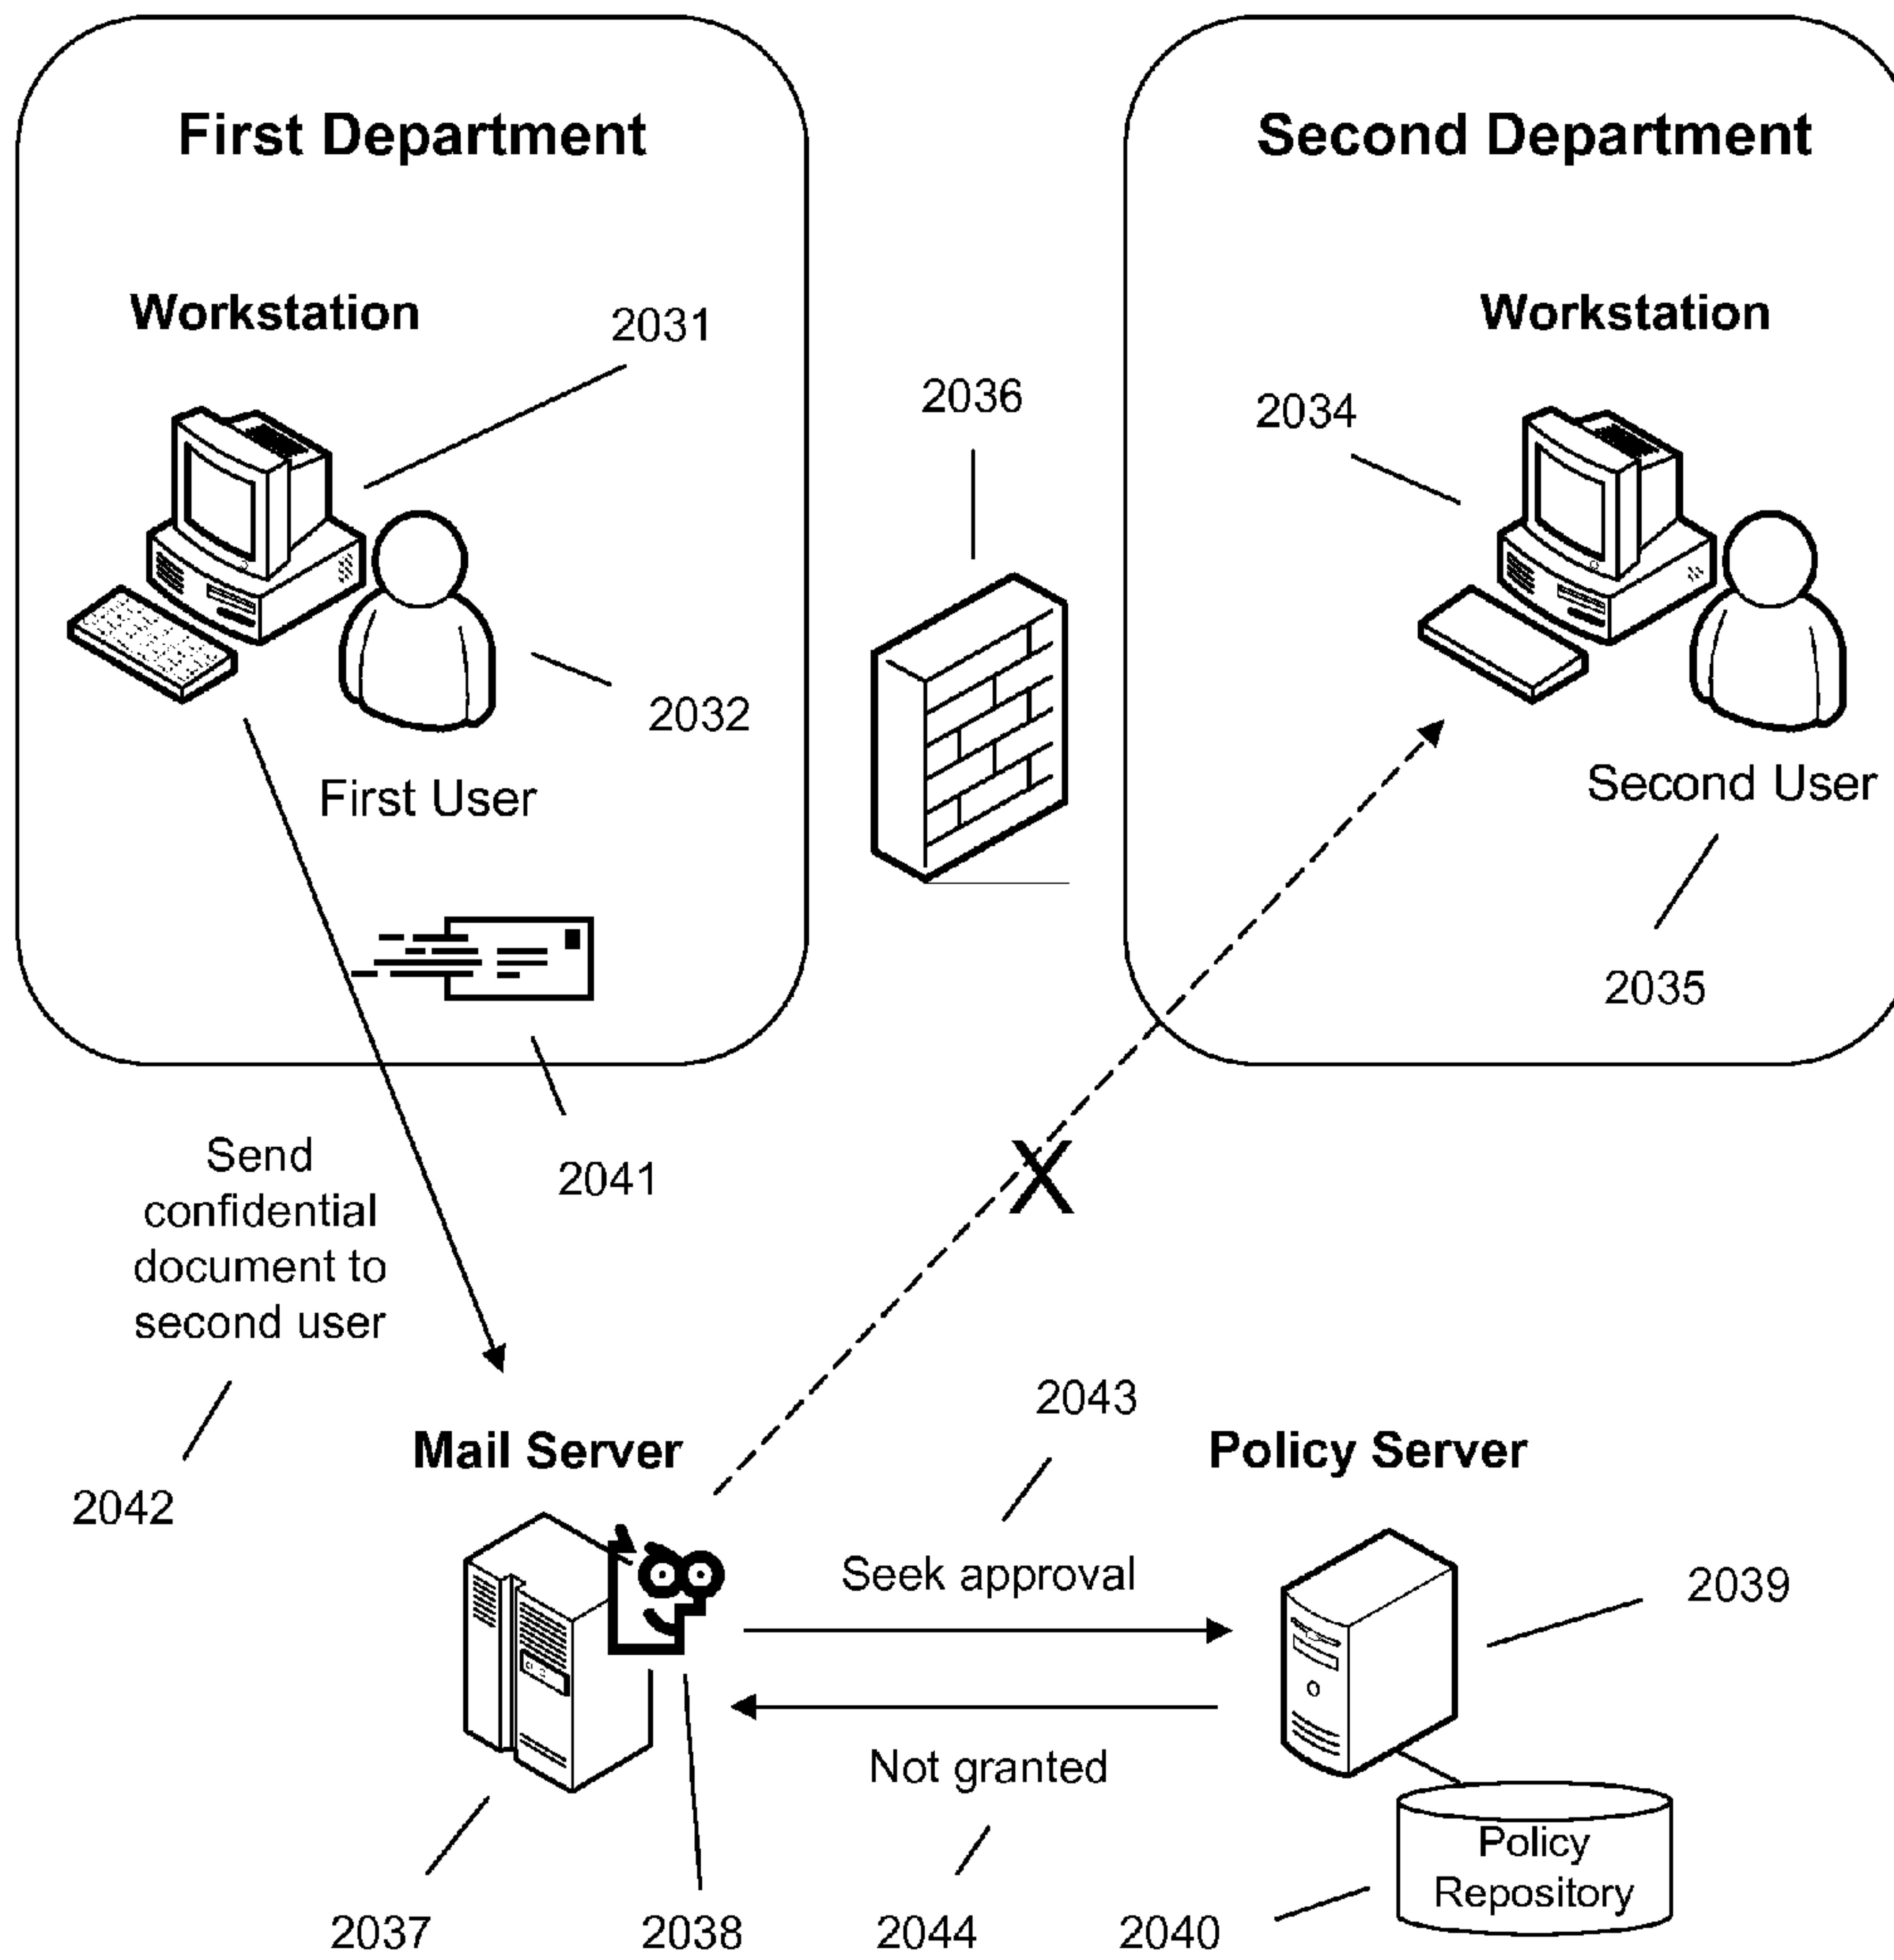 First Department
Second Department
Workstation
2031
Workstation
2036
2034
2032
First User
Second User
2035
2041
Send
confidential
document to
second user
X
2043
Mail Server
Policy Server
2042
Seek approval
2039
Not granted
Policy
Repository
2037
2038
2044
2040